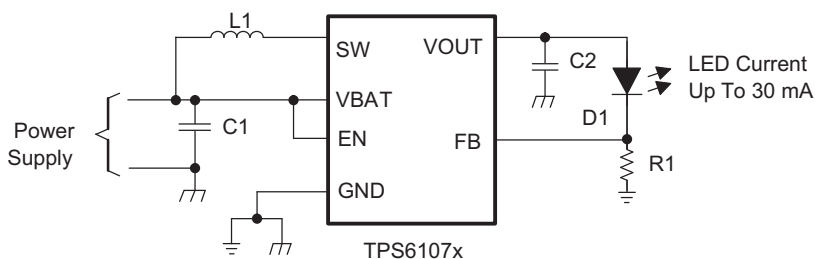 L1
SW
VOUT
C2
LED Current
Up To 30 mA
VBAT
D1
C1
Power
Supply
EN
FB
R1
GND
TPS6107x